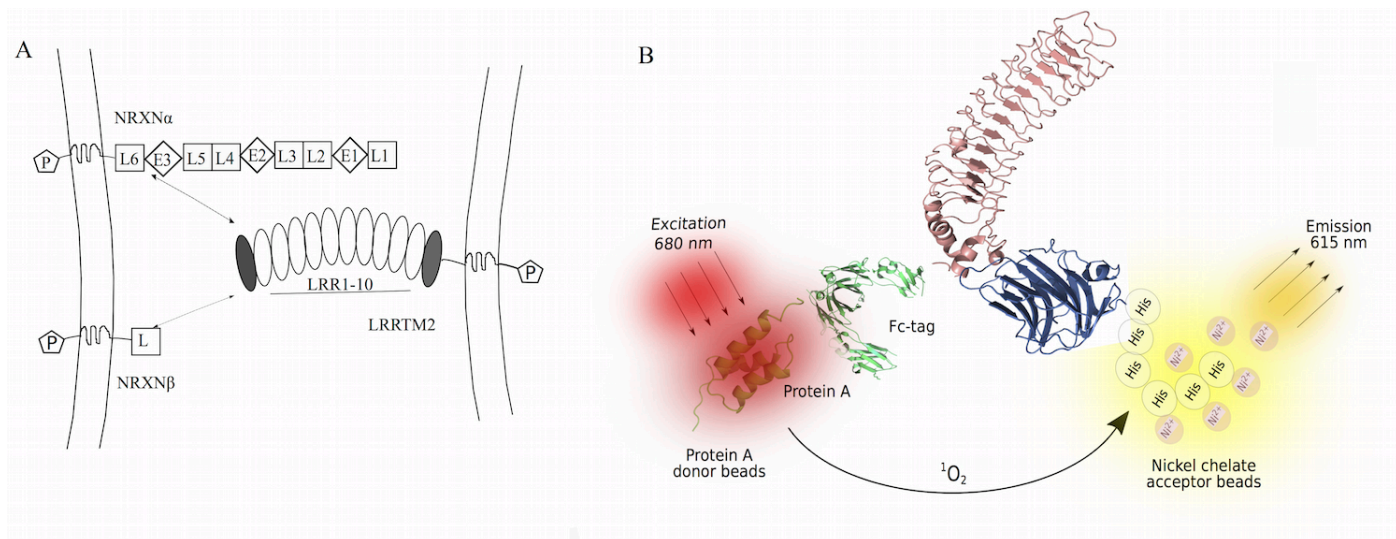 A
NRXNα
P
L6
E3
L5
L4
E2
L3
L2
E1
L1
LRR1-10
LRRTM2
P
P
L
NRXNβ
B
Excitation
680 nm
Fc-tag
Protein A
Protein A
donor beads
¹O₂
His
His
His
His
His
His
Ni²⁺
Ni²⁺
Ni²⁺
Ni²⁺
Ni²⁺
Ni²⁺
Emission
615 nm
Nickel chelate
acceptor beads